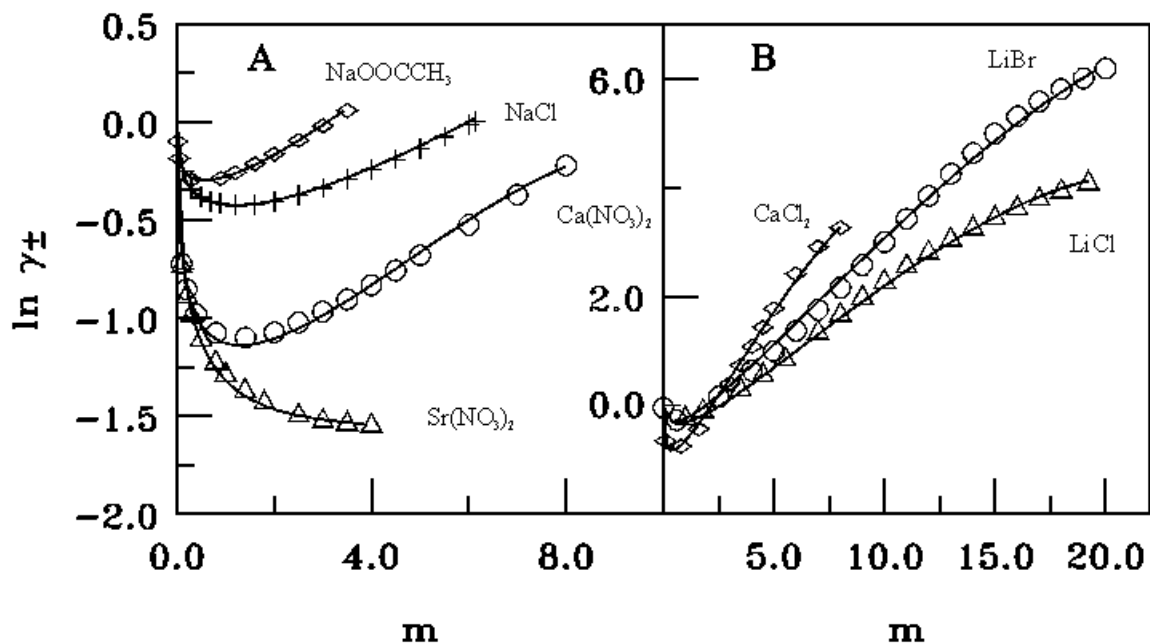 0.5
A
NaOOCCH₃
0.0
NaCl
−0.5
Ca(NO₃)₂
−1.0
−1.5
Sr(NO₃)₂
−2.0
0.0 4.0 8.0
m
ln γ±
B
LiBr
6.0
CaCl₂
2.0
LiCl
0.0
5.0 10.0 15.0 20.0
m